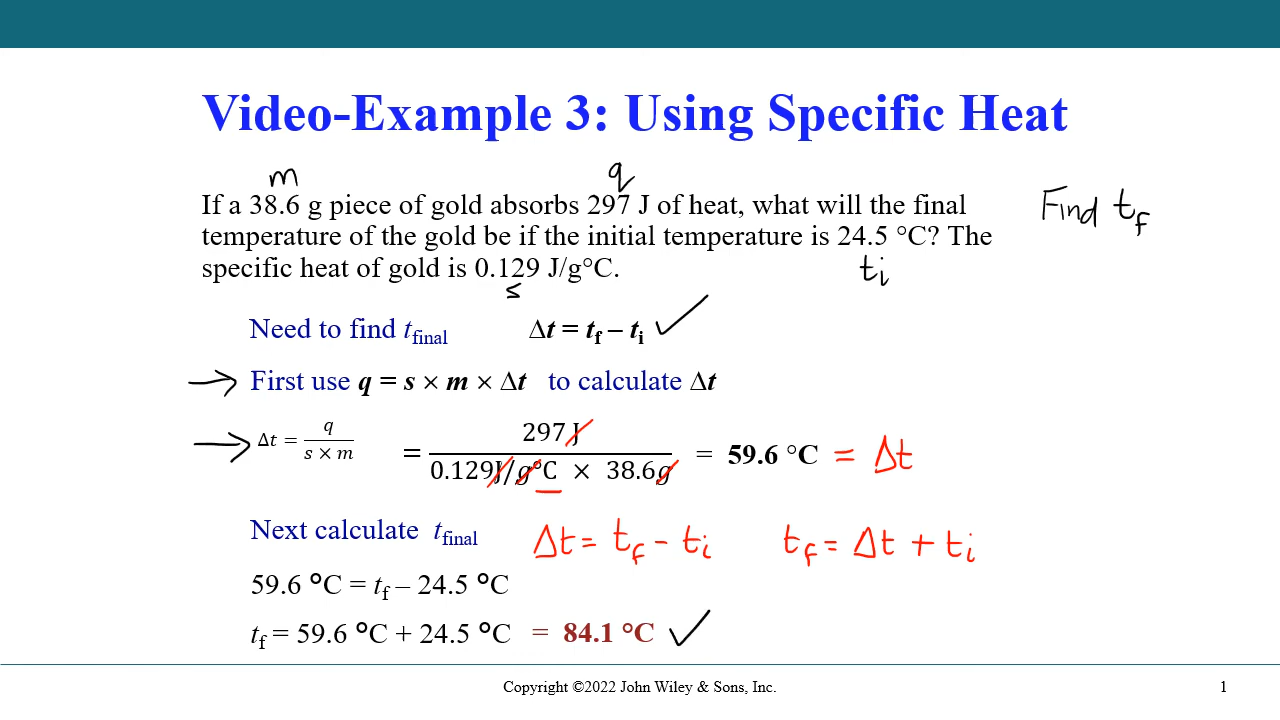 Video-Example 3: Using Specific Heat
m q
If a 38.6 g piece of gold absorbs 297 J of heat, what will the final
temperature of the gold be if the initial temperature is 24.5 °C? The
specific heat of gold is 0.129 J/g°C.
s
ti
Find tf
Need to find tfinal Δt = tf – ti ✓
→ First use q = s × m × Δt to calculate Δt
→ Δt = q / s × m = 297 J / 0.129J/g°C × 38.6g = 59.6 °C = Δt
Next calculate tfinal Δt = tf - ti tf = Δt + ti
59.6 °C = tf – 24.5 °C
tf = 59.6 °C + 24.5 °C = 84.1 °C ✓
Copyright ©2022 John Wiley & Sons, Inc. 1